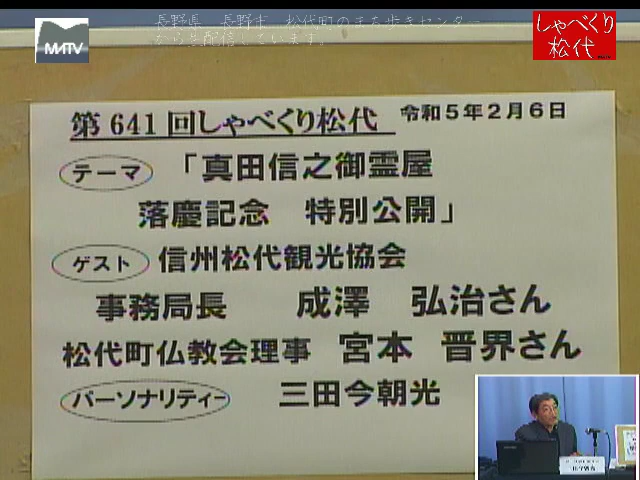 長野県 長野市 松代町のまち歩きセンター
から生配信しています。
MATV
しゃべくり
松代
第641回しゃべくり松代 令和5年2月6日
テーマ 「真田信之御霊屋
落慶記念 特別公開」
ゲスト 信州松代観光協会
事務局長 成澤 弘治さん
松代町仏教会理事 宮本 晋界さん
パーソナリティー 三田今朝光